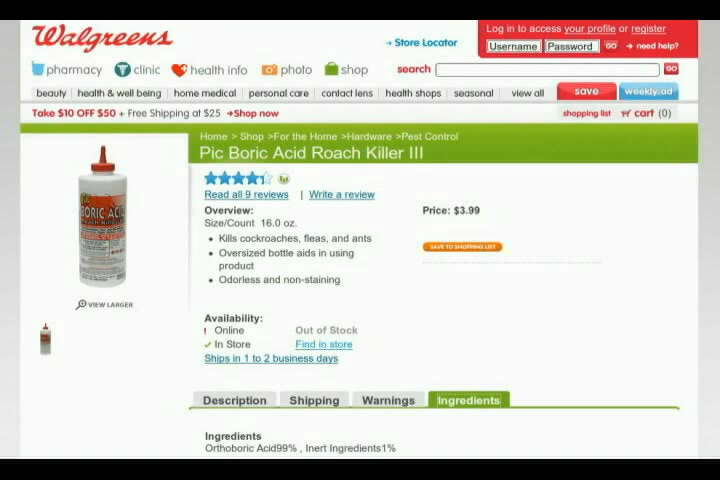 Walgreens
Log in to access your profile or register
Username Password GO → need help?
→ Store Locator
pharmacy clinic health info photo shop
search GO
beauty health & well being home medical personal care contact lens health shops seasonal view all save weekly ad
Take $10 OFF $50 + Free Shipping at $25 →Shop now
shopping list cart (0)
Home > Shop >For the Home >Hardware >Pest Control
Pic Boric Acid Roach Killer III
BORIC ACID
Roach Killer III
Read all 9 reviews | Write a review
Overview:
Size/Count 16.0 oz.
• Kills cockroaches, fleas, and ants
• Oversized bottle aids in using
product
• Odorless and non-staining
Price: $3.99
SAVE TO SHOPPING LIST
VIEW LARGER
Availability:
! Online Out of Stock
In Store Find in store
Ships in 1 to 2 business days
Description Shipping Warnings Ingredients
Ingredients
Orthoboric Acid99% , Inert Ingredients1%